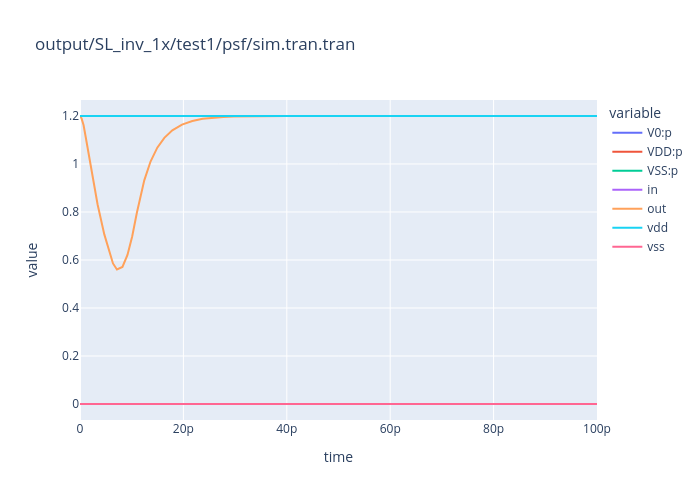 output/SL_inv_1x/test1/psf/sim.tran.tran
variable
V0:p
VDD:p
VSS:p
in
out
vdd
vss
value
1.2
1
0.8
0.6
0.4
0.2
0
0 20p 40p 60p 80p 100p
time